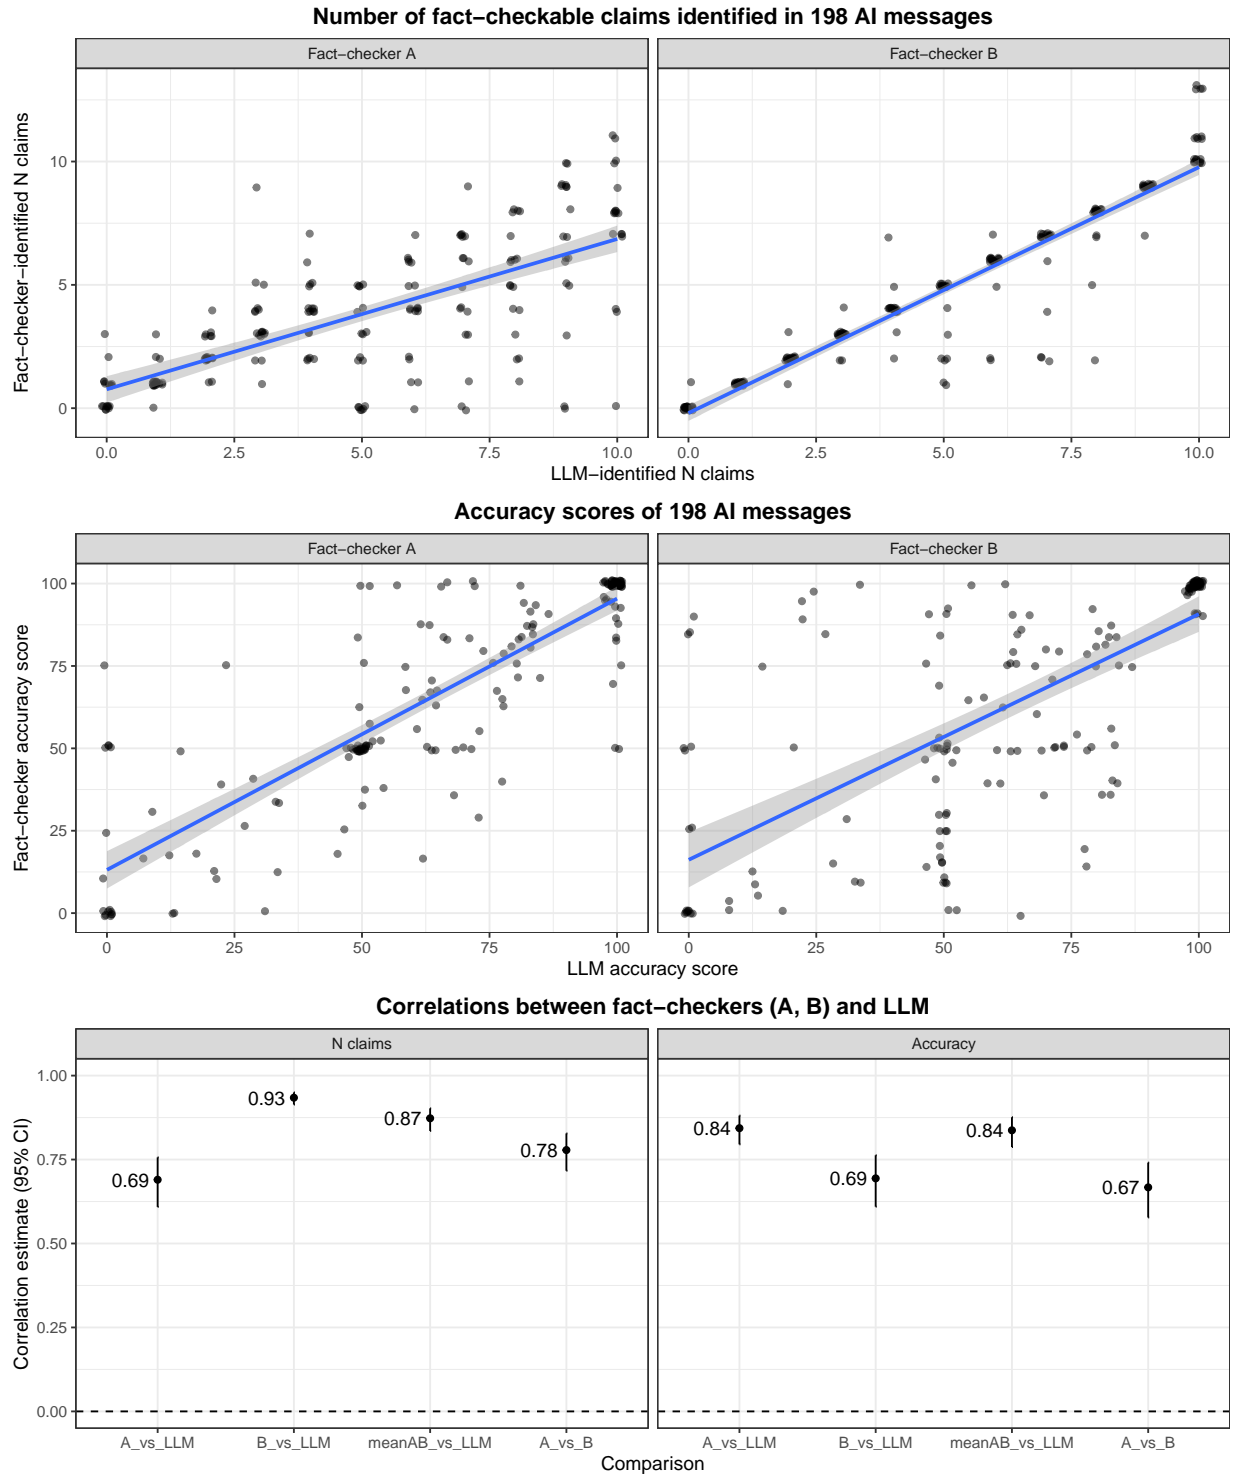 Number of fact−checkable claims identified in 198 AI messages
Fact−checker A
Fact−checker B
Fact−checker−identified N claims
10
5
0
0.0 2.5 5.0 7.5 10.0
0.0 2.5 5.0 7.5 10.0
LLM−identified N claims
Accuracy scores of 198 AI messages
Fact−checker A
Fact−checker B
Fact−checker accuracy score
100
75
50
25
0
0 25 50 75 100
0 25 50 75 100
LLM accuracy score
Correlations between fact−checkers (A, B) and LLM
N claims
Accuracy
Correlation estimate (95% CI)
1.00
0.75
0.50
0.25
0.00
0.69
0.93
0.87
0.78
0.84
0.69
0.84
0.67
A_vs_LLM B_vs_LLM meanAB_vs_LLM A_vs_B
A_vs_LLM B_vs_LLM meanAB_vs_LLM A_vs_B
Comparison